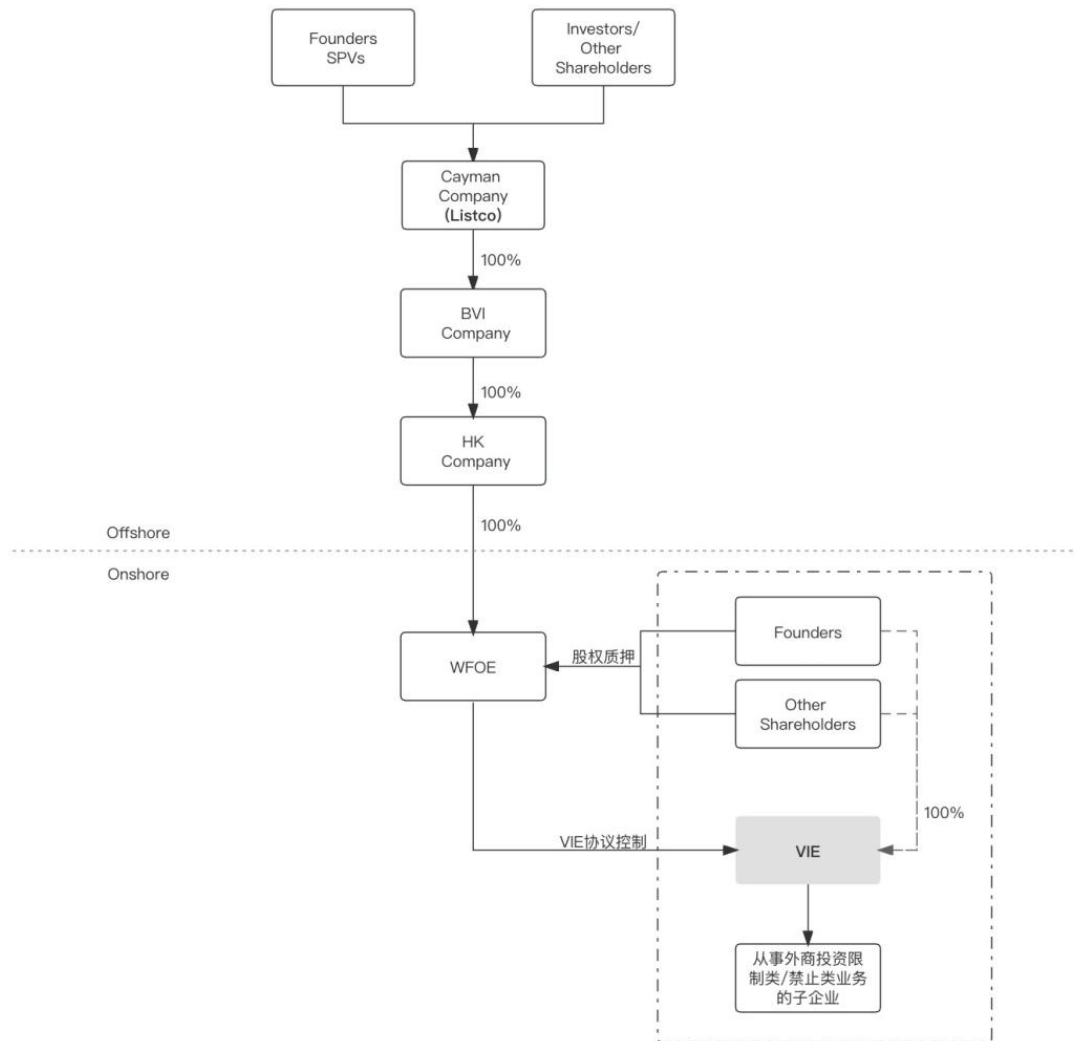 Founders
SPVs
Investors/
Other
Shareholders
Cayman
Company
(Listco)
100%
BVI
Company
100%
HK
Company
100%
Offshore
Onshore
Founders
股权质押
WFOE
Other
Shareholders
100%
VIE协议控制
VIE
从事外商投资限
制类/禁止类业务
的子企业